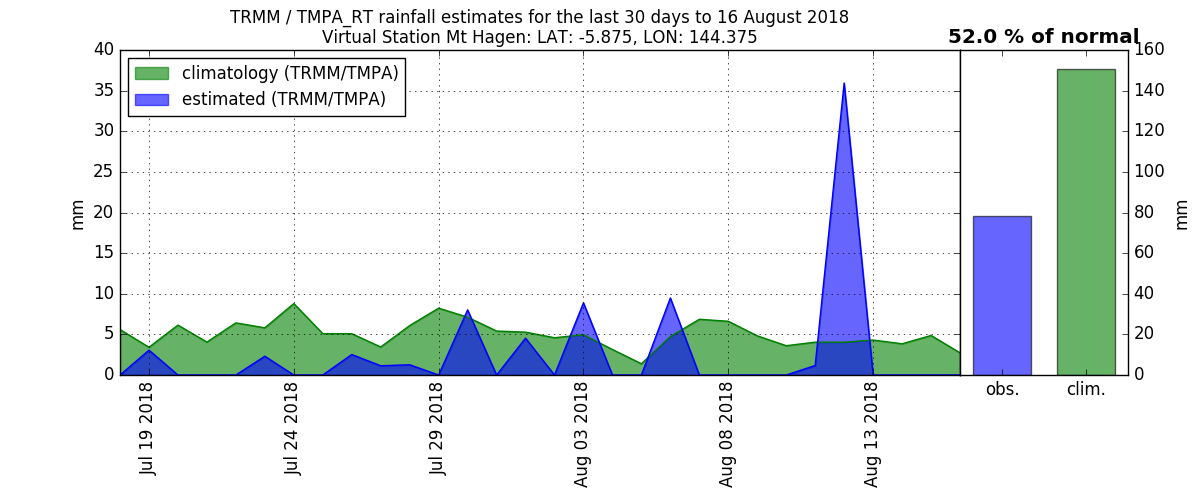 TRMM / TMPA_RT rainfall estimates for the last 30 days to 16 August 2018
Virtual Station Mt Hagen: LAT: -5.875, LON: 144.375
52.0 % of normal
climatology (TRMM/TMPA)
estimated (TRMM/TMPA)
mm
40
35
30
25
20
15
10
5
0
Jul 19 2018
Jul 24 2018
Jul 29 2018
Aug 03 2018
Aug 08 2018
Aug 13 2018
obs.
clim.
160
140
120
100
80
60
40
20
0
mm